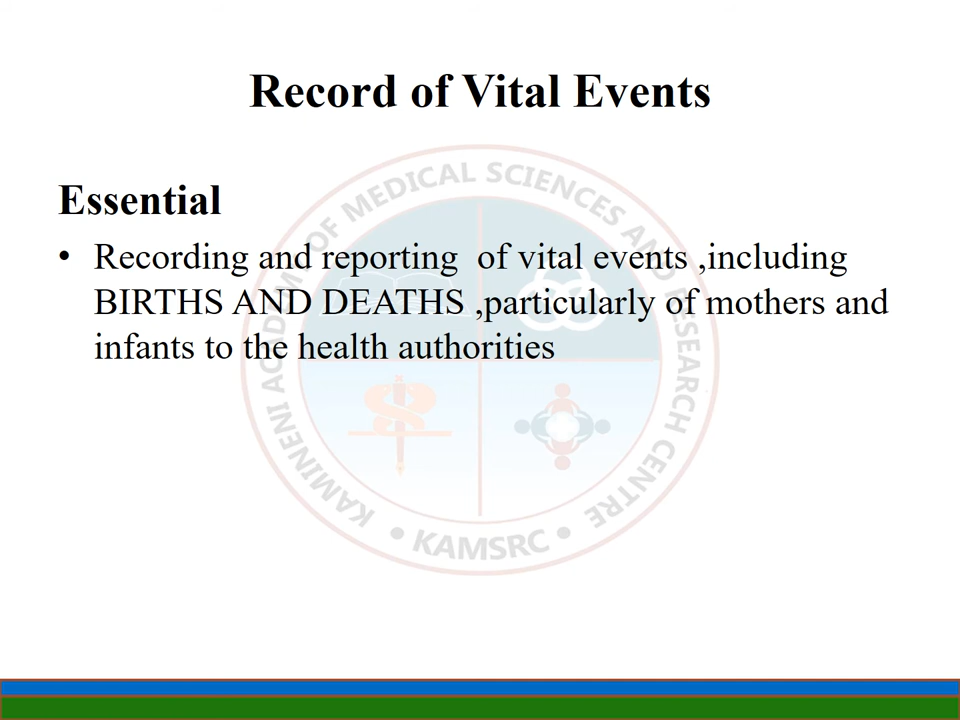 Record of Vital Events
Essential
• Recording and reporting  of vital events ,including
BIRTHS AND DEATHS ,particularly of mothers and
infants to the health authorities
KAMINENI ACADEMY OF MEDICAL SCIENCES AND RESEARCH CENTRE
• KAMSRC •